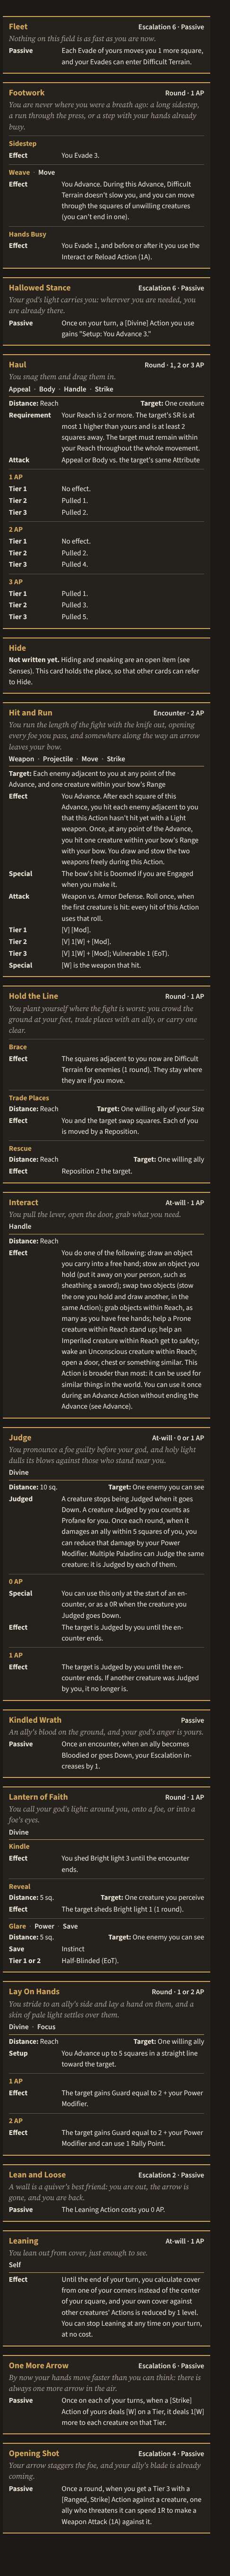 Fleet Escalation 6 · Passive
Nothing on this field is as fast as you are now.
Passive Each Evade of yours moves you 1 more square,
and your Evades can enter Difficult Terrain.
Footwork Round · 1 AP
You are never where you were a breath ago: a long sidestep,
a run through the press, or a step with your hands already
busy.
Sidestep
Effect You Evade 3.
Weave · Move
Effect You Advance. During this Advance, Difficult
Terrain doesn't slow you, and you can move
through the squares of unwilling creatures
(you can't end in one).
Hands Busy
Effect You Evade 1, and before or after it you use the
Interact or Reload Action (1A).
Hallowed Stance Escalation 6 · Passive
Your god's light carries you: wherever you are needed, you
are already there.
Passive Once on your turn, a [Divine] Action you use
gains "Setup: You Advance 3."
Haul Round · 1, 2 or 3 AP
You snag them and drag them in.
Appeal · Body · Handle · Strike
Distance: Reach Target: One creature
Requirement Your Reach is 2 or more. The target's SR is at
most 1 higher than yours and is at least 2
squares away. The target must remain within
your Reach throughout the whole movement.
Attack Appeal or Body vs. the target's same Attribute
1 AP
Tier 1 No effect.
Tier 2 Pulled 1.
Tier 3 Pulled 2.
2 AP
Tier 1 No effect.
Tier 2 Pulled 2.
Tier 3 Pulled 4.
3 AP
Tier 1 Pulled 1.
Tier 2 Pulled 3.
Tier 3 Pulled 5.
Hide
Not written yet. Hiding and sneaking are an open item (see
Senses). This card holds the place, so that other cards can refer
to Hide.
Hit and Run Encounter · 2 AP
You run the length of the fight with the knife out, opening
every foe you pass, and somewhere along the way an arrow
leaves your bow.
Weapon · Projectile · Move · Strike
Target: Each enemy adjacent to you at any point of the
Advance, and one creature within your bow's Range
Effect You Advance. After each square of this
Advance, you hit each enemy adjacent to you
that this Action hasn't hit yet with a Light
weapon. Once, at any point of the Advance,
you hit one creature within your bow's Range
with your bow. You draw and stow the two
weapons freely during this Action.
Special The bow's hit is Doomed if you are Engaged
when you make it.
Attack Weapon vs. Armor Defense. Roll once, when
the first creature is hit: every hit of this Action
uses that roll.
Tier 1 [V] [Mod].
Tier 2 [V] 1[W] + [Mod].
Tier 3 [V] 1[W] + [Mod]; Vulnerable 1 (EoT).
Special [W] is the weapon that hit.
Hold the Line Round · 1 AP
You plant yourself where the fight is worst: you crowd the
ground at your feet, trade places with an ally, or carry one
clear.
Brace
Effect The squares adjacent to you now are Difficult
Terrain for enemies (1 round). They stay where
they are if you move.
Trade Places
Distance: Reach Target: One willing ally of your Size
Effect You and the target swap squares. Each of you
is moved by a Reposition.
Rescue
Distance: Reach Target: One willing ally
Effect Reposition 2 the target.
Interact At-will · 1 AP
You pull the lever, open the door, grab what you need.
Handle
Distance: Reach
Effect You do one of the following: draw an object
you carry into a free hand; stow an object you
hold (put it away on your person, such as
sheathing a sword); swap two objects (stow
the one you hold and draw another, in the
same Action); grab objects within Reach, as
many as you have free hands; help a Prone
creature within Reach stand up; help an
Imperiled creature within Reach get to safety;
wake an Unconscious creature within Reach;
open a door, chest or something similar. This
Action is broader than most: it can be used for
similar things in the world. You can use it once
during an Advance Action without ending the
Advance (see Advance).
Judge At-will · 0 or 1 AP
You pronounce a foe guilty before your god, and holy light
dulls its blows against those who stand near you.
Divine
Distance: 10 sq. Target: One enemy you can see
Judged A creature stops being Judged when it goes
Down. A creature Judged by you counts as
Profane for you. Once each round, when it
damages an ally within 5 squares of you, you
can reduce that damage by your Power
Modifier. Multiple Paladins can Judge the same
creature: it is Judged by each of them.
0 AP
Special You can use this only at the start of an en-
counter, or as a 0R when the creature you
Judged goes Down.
Effect The target is Judged by you until the en-
counter ends.
1 AP
Effect The target is Judged by you until the en-
counter ends. If another creature was Judged
by you, it no longer is.
Kindled Wrath Passive
An ally's blood on the ground, and your god's anger is yours.
Passive Once an encounter, when an ally becomes
Bloodied or goes Down, your Escalation in-
creases by 1.
Lantern of Faith Round · 1 AP
You call your god's light: around you, onto a foe, or into a
foe's eyes.
Divine
Kindle
Effect You shed Bright light 3 until the encounter
ends.
Reveal
Distance: 5 sq. Target: One creature you perceive
Effect The target sheds Bright light 1 (1 round).
Glare · Power · Save
Distance: 5 sq. Target: One enemy you can see
Save Instinct
Tier 1 or 2 Half-Blinded (EoT).
Lay On Hands Round · 1 or 2 AP
You stride to an ally's side and lay a hand on them, and a
skin of pale light settles over them.
Divine · Focus
Distance: Reach Target: One willing ally
Setup You Advance up to 5 squares in a straight line
toward the target.
1 AP
Effect The target gains Guard equal to 2 + your Power
Modifier.
2 AP
Effect The target gains Guard equal to 2 + your Power
Modifier and can use 1 Rally Point.
Lean and Loose Escalation 2 · Passive
A wall is a quiver's best friend: you are out, the arrow is
gone, and you are back.
Passive The Leaning Action costs you 0 AP.
Leaning At-will · 1 AP
You lean out from cover, just enough to see.
Self
Effect Until the end of your turn, you calculate cover
from one of your corners instead of the center
of your square, and your own cover against
other creatures' Actions is reduced by 1 level.
You can stop Leaning at any time on your turn,
at no cost.
One More Arrow Escalation 6 · Passive
By now your hands move faster than you can think: there is
always one more arrow in the air.
Passive Once on each of your turns, when a [Strike]
Action of yours deals [W] on a Tier, it deals 1[W]
more to each creature on that Tier.
Opening Shot Escalation 4 · Passive
Your arrow staggers the foe, and your ally's blade is already
coming.
Passive Once a round, when you get a Tier 3 with a
[Ranged, Strike] Action against a creature, one
ally who threatens it can spend 1R to make a
Weapon Attack (1A) against it.